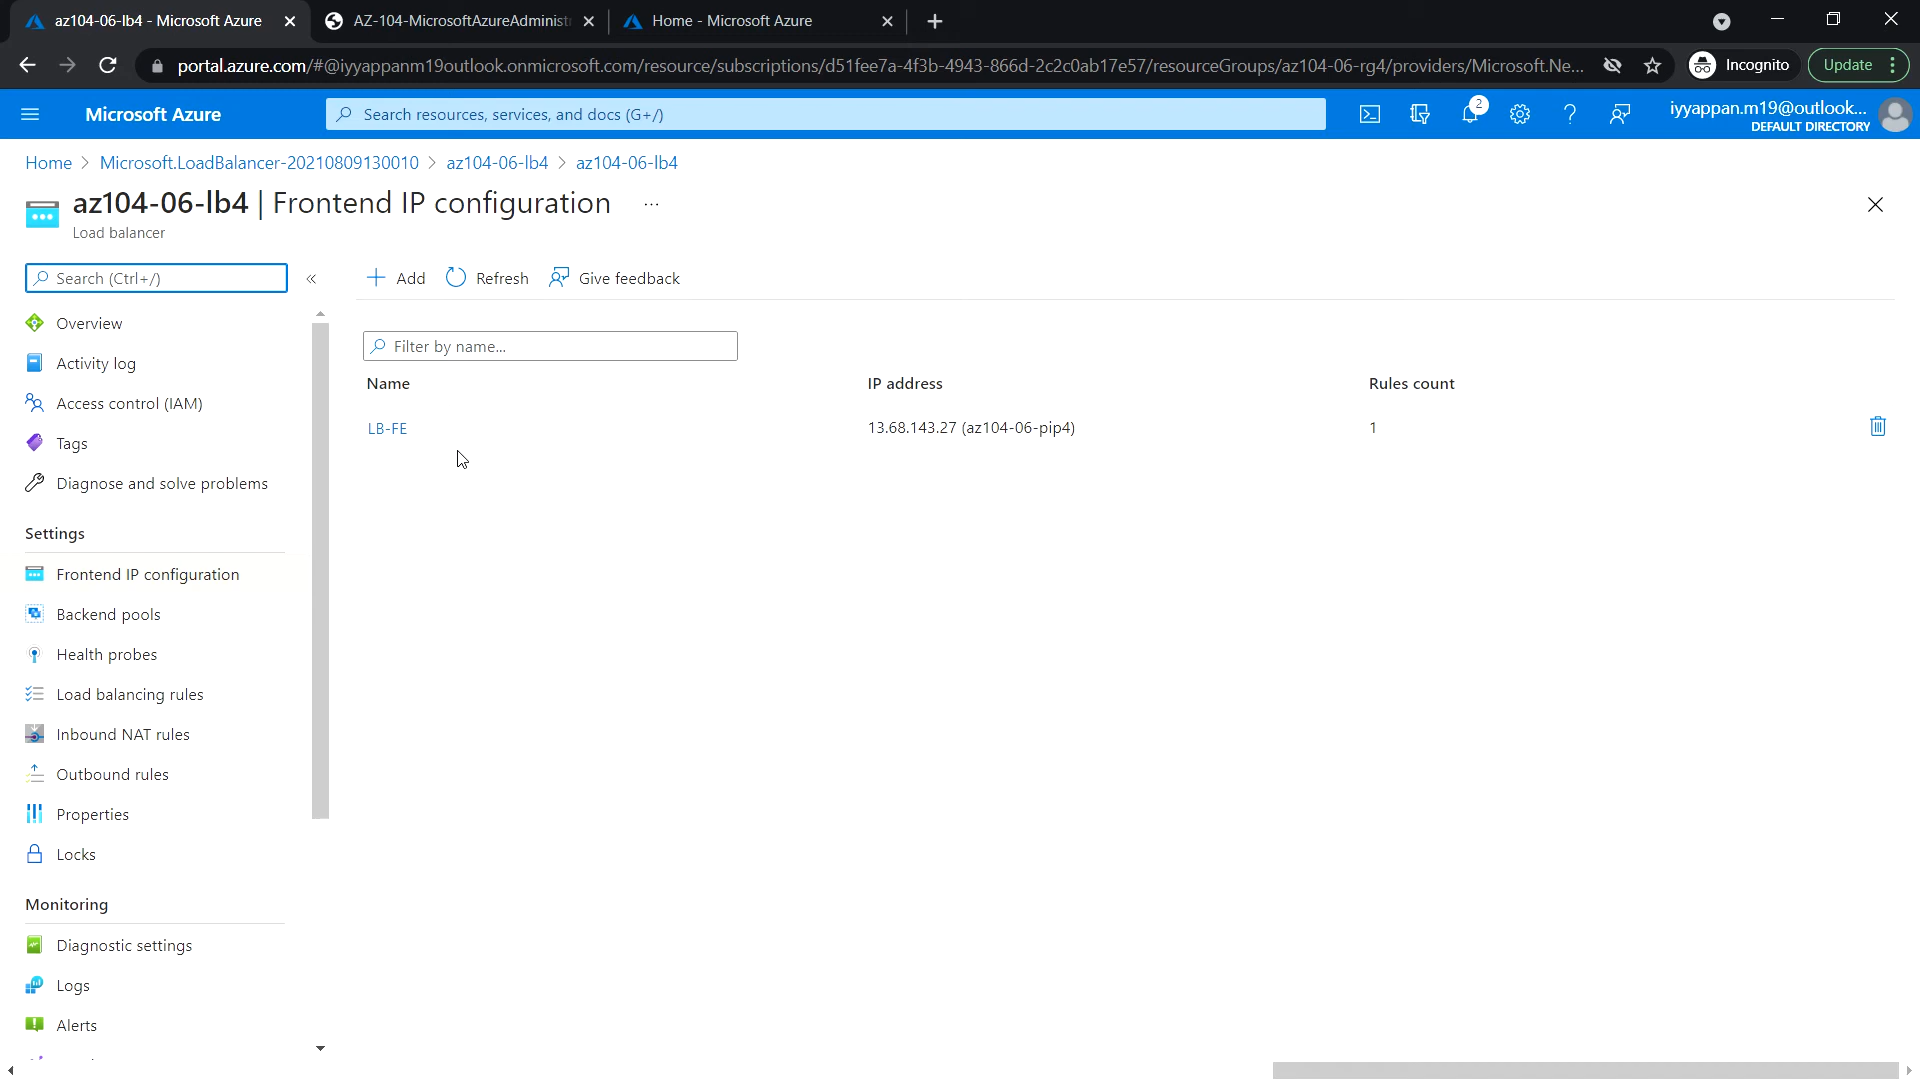 az104-06-lb4 - Microsoft Azure
AZ-104-MicrosoftAzureAdminist
Home - Microsoft Azure
portal.azure.com/#@iyyappanm19outlook.onmicrosoft.com/resource/subscriptions/d51fee7a-4f3b-4943-866d-2c2c0ab17e57/resourceGroups/az104-06-rg4/providers/Microsoft.Ne...
Incognito
Update
Microsoft Azure
Search resources, services, and docs (G+/)
2
iyyappan.m19@outlook...
DEFAULT DIRECTORY
Home > Microsoft.LoadBalancer-20210809130010 > az104-06-lb4 > az104-06-lb4
az104-06-lb4 | Frontend IP configuration ...
Load balancer
Search (Ctrl+/)
«
Add
Refresh
Give feedback
Overview
Activity log
Access control (IAM)
Tags
Diagnose and solve problems
Settings
Frontend IP configuration
Backend pools
Health probes
Load balancing rules
Inbound NAT rules
Outbound rules
Properties
Locks
Monitoring
Diagnostic settings
Logs
Alerts
Filter by name...
Name IP address Rules count
LB-FE 13.68.143.27 (az104-06-pip4) 1